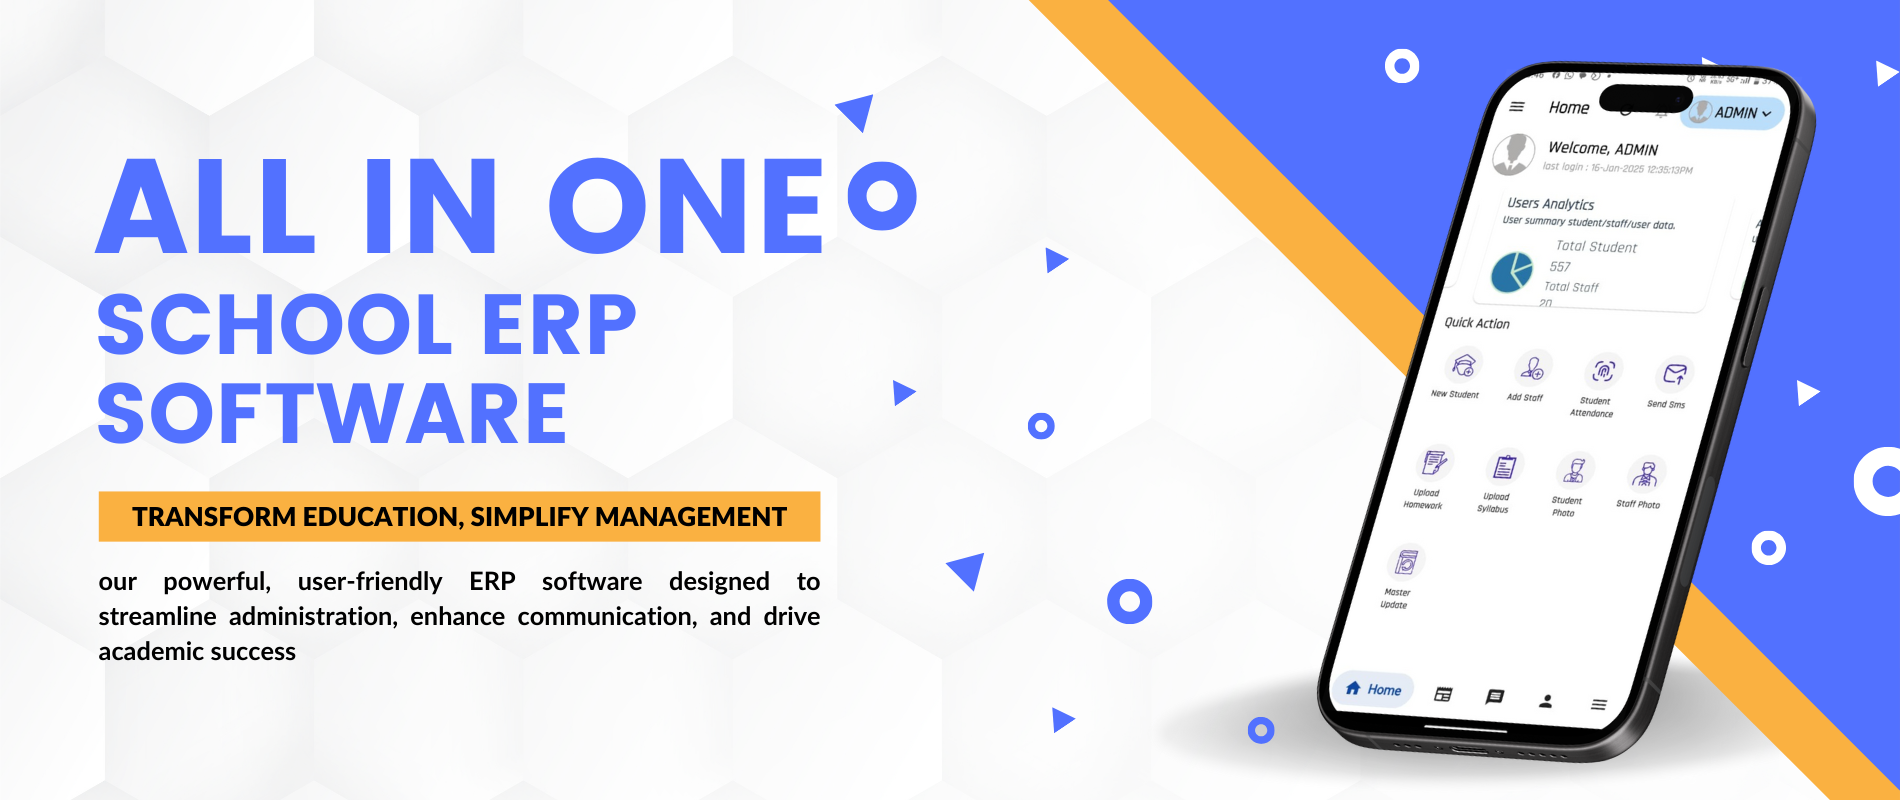 ALL IN ONE
SCHOOL ERP
SOFTWARE
TRANSFORM EDUCATION, SIMPLIFY MANAGEMENT
our powerful, user-friendly ERP software designed to
streamline administration, enhance communication, and drive
academic success
Home
ADMIN
Welcome, ADMIN
last login : 16-Jan-2025 12:35:13PM
Users Analytics
User summary student/staff/user data.
Total Student
557
Total Staff
20
Quick Action
New Student
Add Staff
Student
Attendance
Send Sms
Upload
Homework
Upload
Syllabus
Student
Photo
Staff Photo
Master
Update
Home